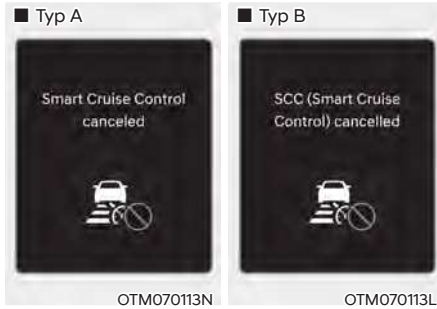 ■ Typ A
Smart Cruise Control
canceled
OTM070113N
■ Typ B
SCC (Smart Cruise
Control) cancelled
OTM070113L